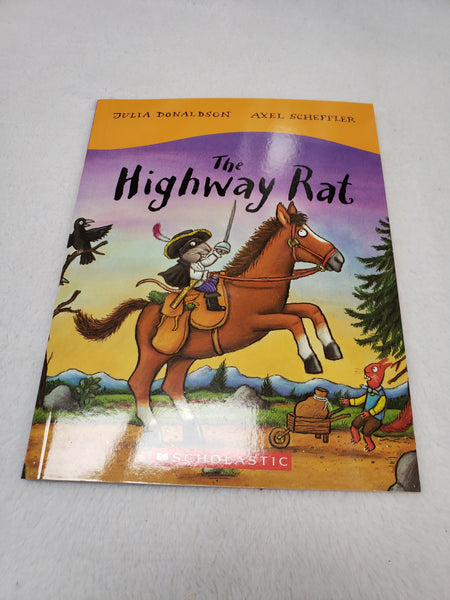 JULIA DONALDSON AXEL SCHEFFLER
The
Highway Rat
SCHOLASTIC